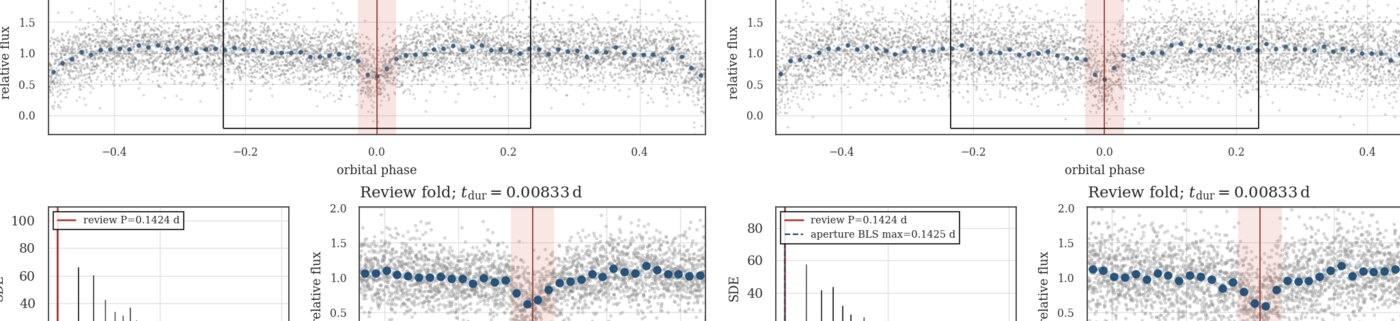 1.5
1.0
0.5
0.0
relative flux
−0.4
−0.2
0.0
0.2
0.4
orbital phase
1.5
1.0
0.5
0.0
relative flux
−0.4
−0.2
0.0
0.2
0.4
orbital phase
100
80
60
40
SDE
review P=0.1424 d
Review fold; t_dur = 0.00833 d
2.0
1.5
1.0
0.5
relative flux
80
60
40
SDE
review P=0.1424 d
aperture BLS max=0.1425 d
Review fold; t_dur = 0.00833 d
2.0
1.5
1.0
0.5
relative flux